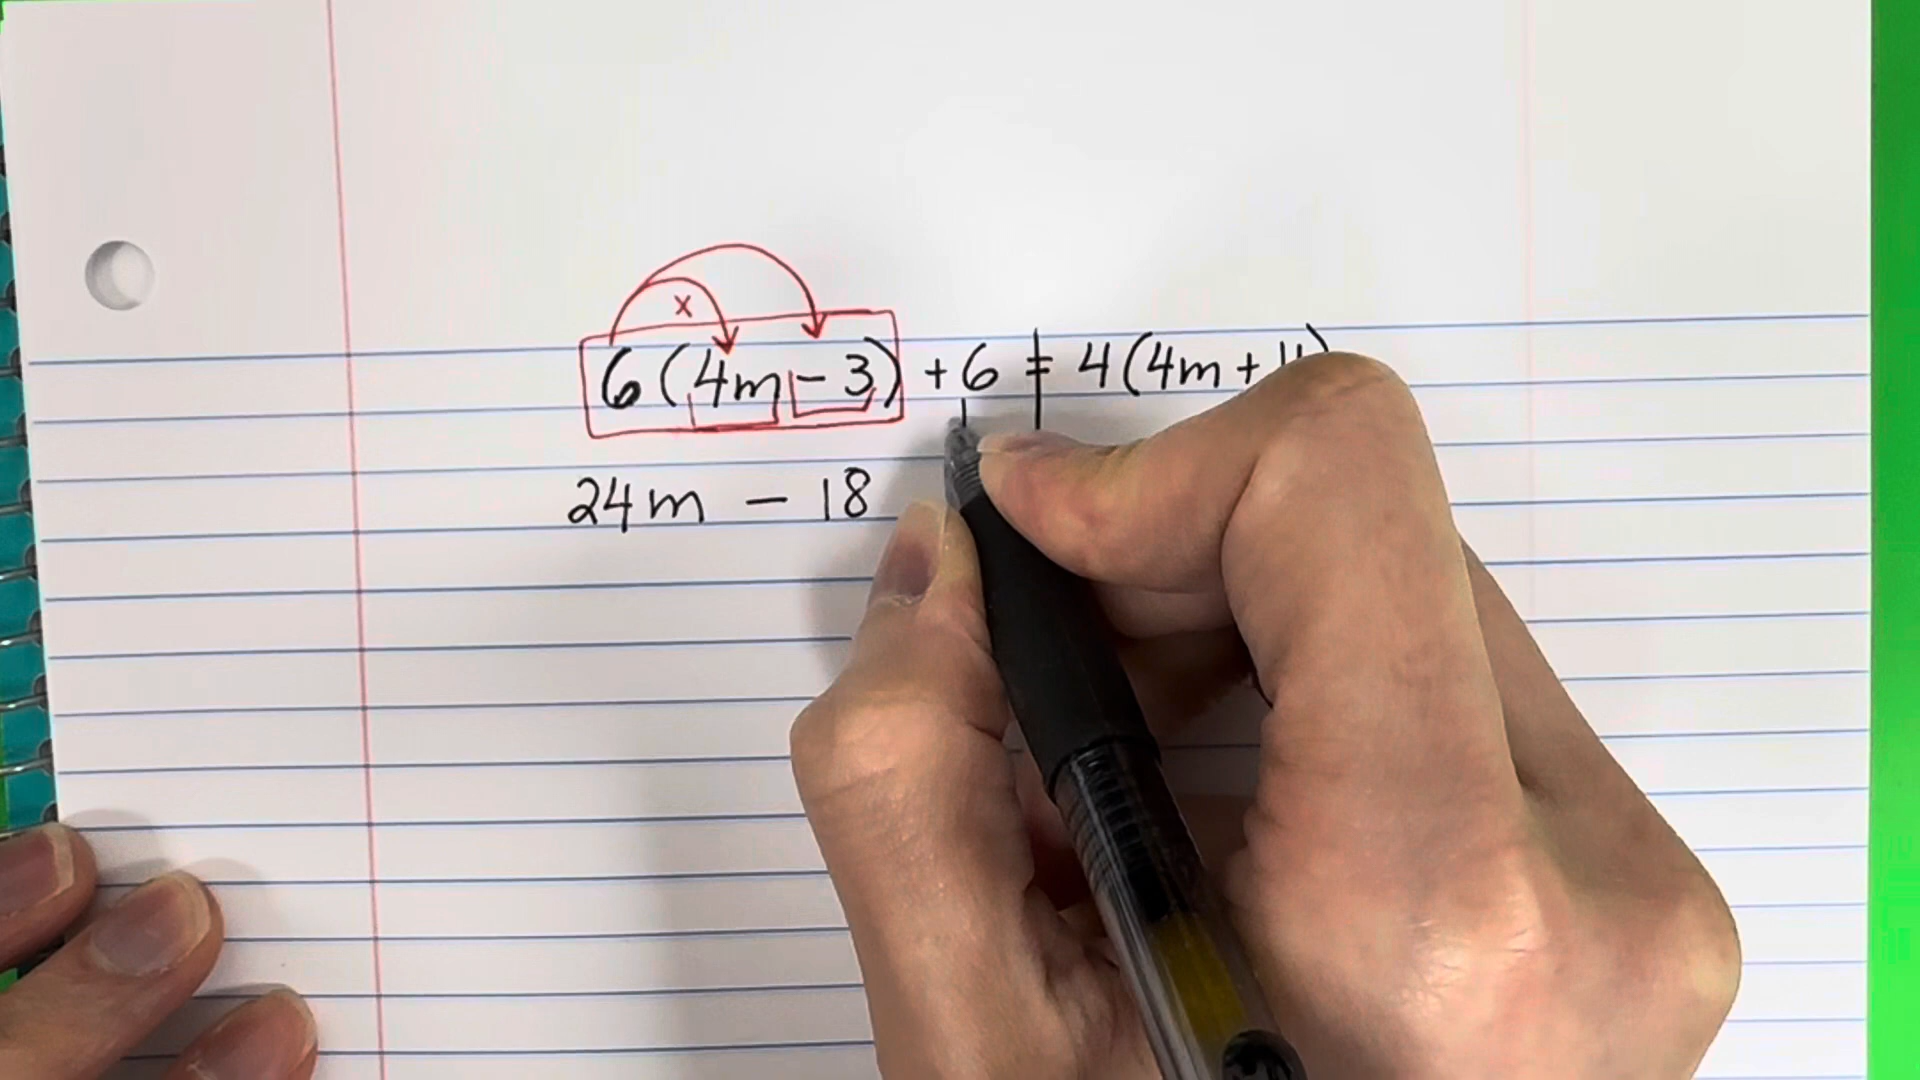 x
6(4m-3) + 6 = 4(4m +
24m - 18